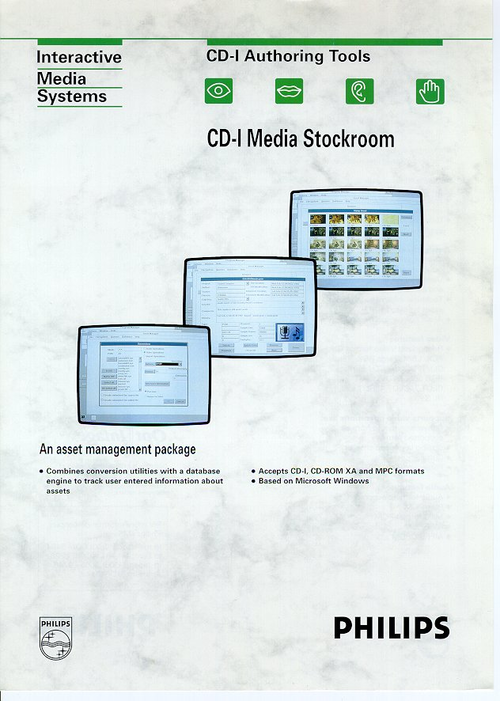 Interactive
Media
Systems
CD-I Authoring Tools
CD-I Media Stockroom
An asset management package
• Combines conversion utilities with a database
engine to track user entered information about
assets
• Accepts CD-I, CD-ROM XA and MPC formats
• Based on Microsoft Windows
PHILIPS
PHILIPS